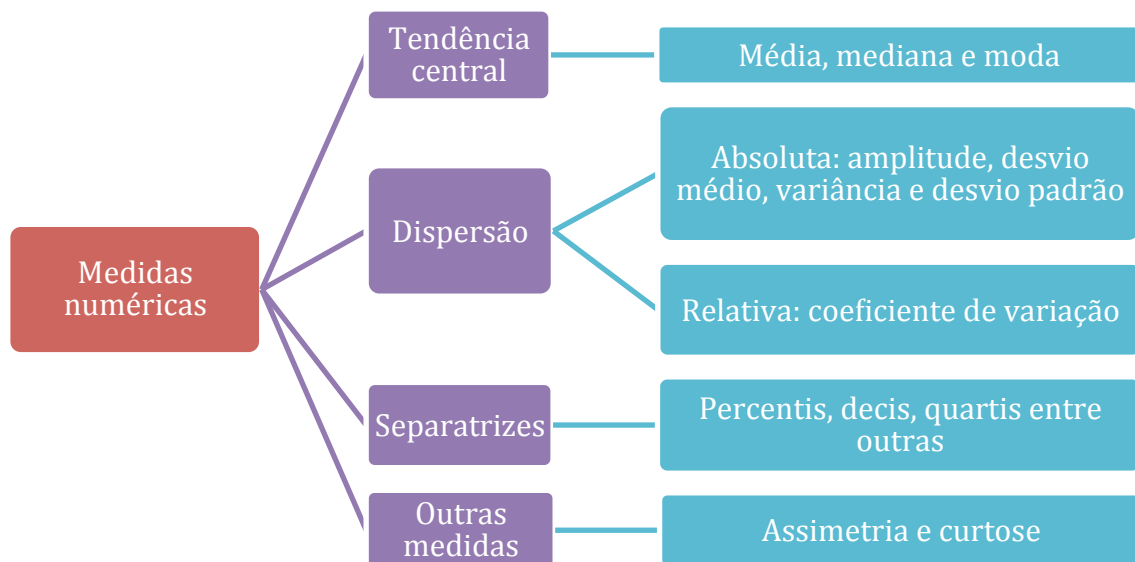 Medidas
numéricas
Tendência
central
Média, mediana e moda
Dispersão
Absoluta: amplitude, desvio
médio, variância e desvio padrão
Relativa: coeficiente de variação
Separatrizes
Percentis, decis, quartis entre
outras
Outras
medidas
Assimetria e curtose